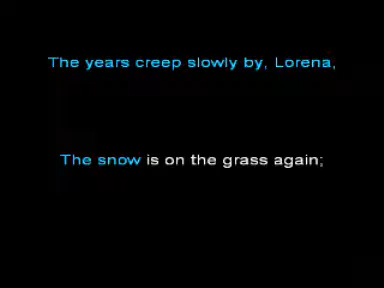 The years creep slowly by, Lorena,
The snow is on the grass again;